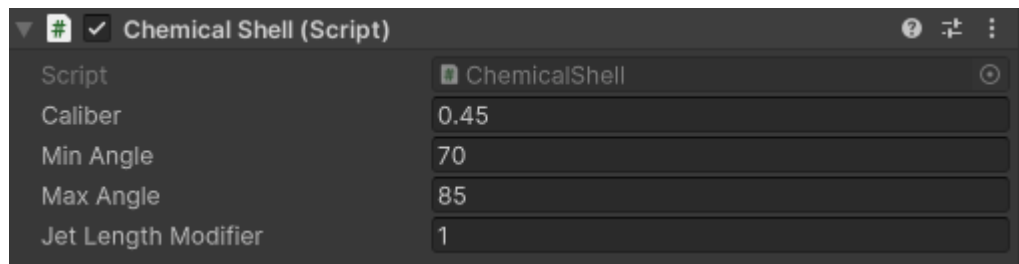 Chemical Shell (Script)
Script ChemicalShell
Caliber 0.45
Min Angle 70
Max Angle 85
Jet Length Modifier 1